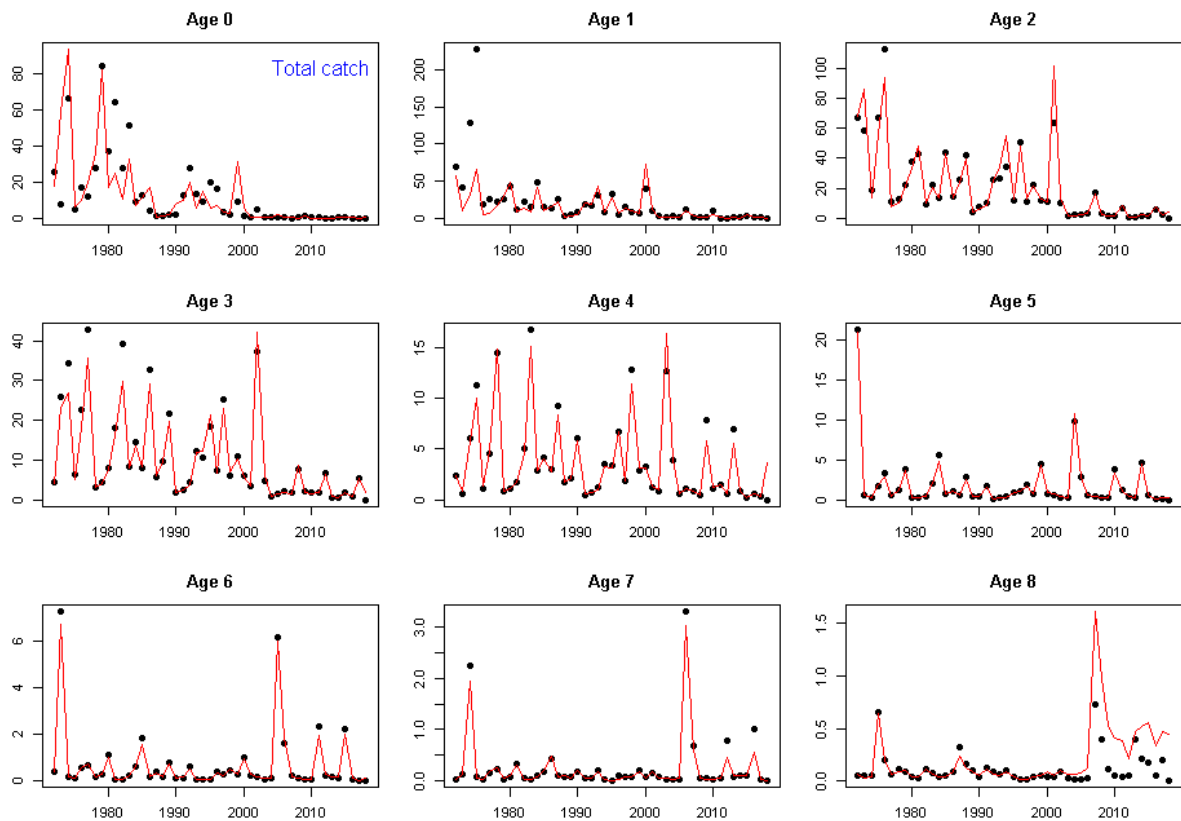 Age 0
Age 1
Age 2
Total catch
0 20 40 60 80
0 50 100 150 200
0 20 40 60 80 100
1980 1990 2000 2010
1980 1990 2000 2010
1980 1990 2000 2010
Age 3
Age 4
Age 5
0 10 20 30 40
0 5 10 15
0 5 10 15 20
1980 1990 2000 2010
1980 1990 2000 2010
1980 1990 2000 2010
Age 6
Age 7
Age 8
0 2 4 6
0.0 1.0 2.0 3.0
0.0 0.5 1.0 1.5
1980 1990 2000 2010
1980 1990 2000 2010
1980 1990 2000 2010